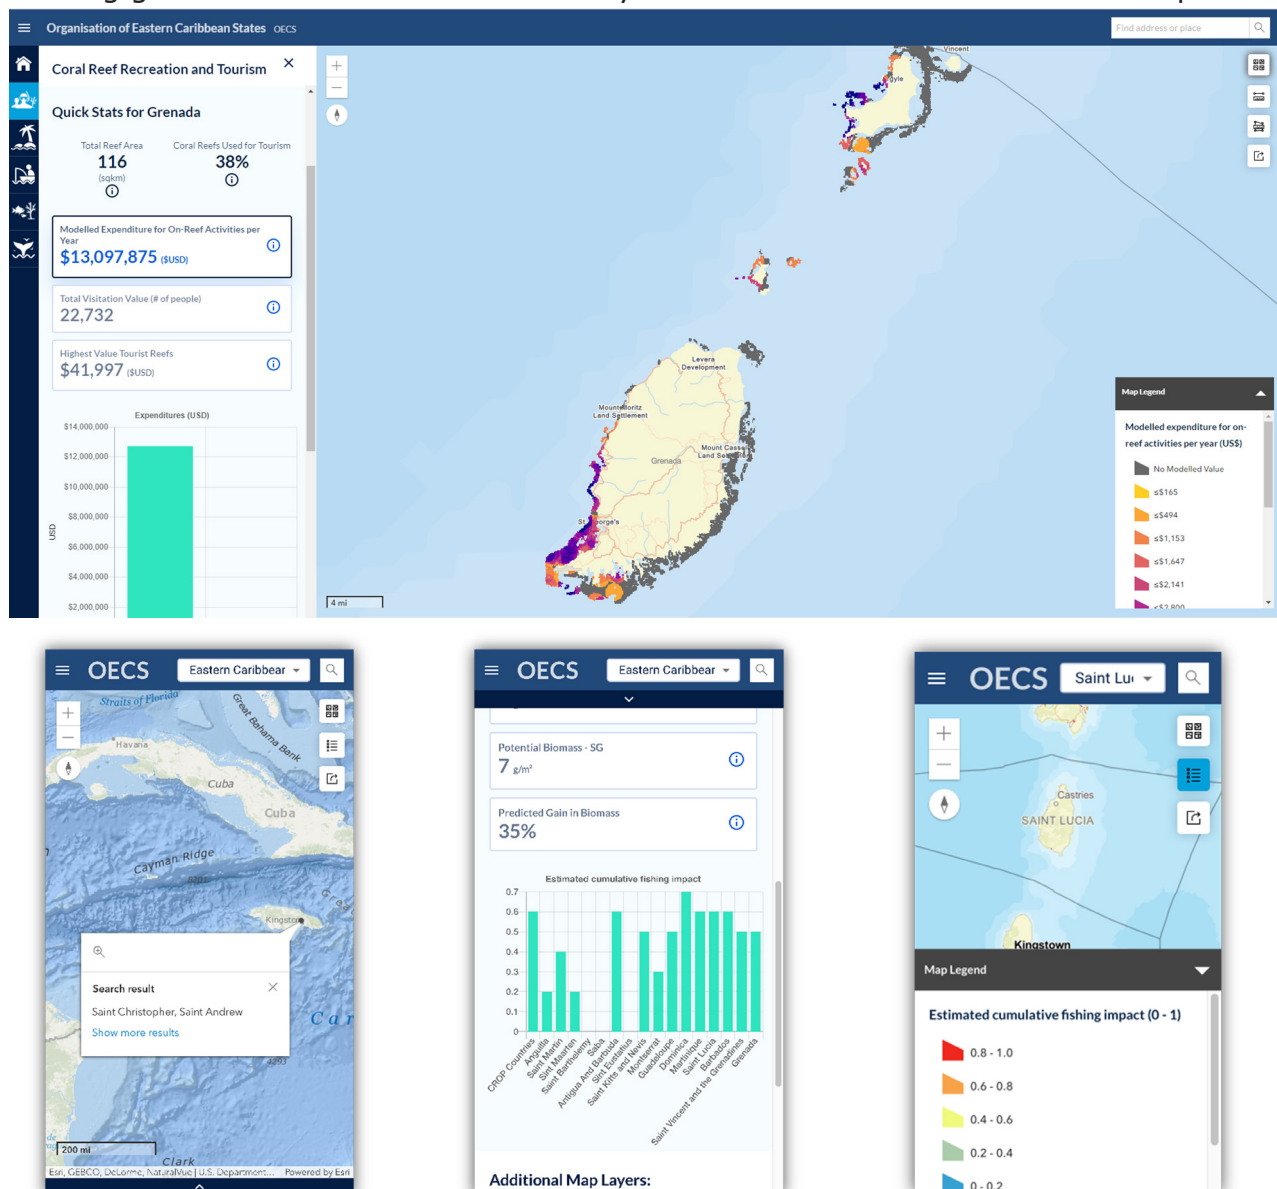 Organisation of Eastern Caribbean States OECS
Find address or place
Coral Reef Recreation and Tourism
Quick Stats for Grenada
Total Reef Area
Coral Reefs Used for Tourism
116
38%
(sqkm)
Modelled Expenditure for On-Reef Activities per
Year
$13,097,875 ($USD)
Total Visitation Value (# of people)
22,732
Highest Value Tourist Reefs
$41,997 ($USD)
Expenditures (USD)
$14,000,000
$12,000,000
$10,000,000
$8,000,000
$6,000,000
$4,000,000
$2,000,000
USD
Vincent
Levera
Development
Mount Moritz
Land Settlement
Grenada
St. George's
4 mi
Map Legend
Modelled expenditure for on-
reef activities per year (US$)
No Modelled Value
≤$165
≤$494
≤$1,153
≤$1,647
≤$2,141
≤$2,800
OECS
Eastern Caribbear
Straits of Florida
Great Bahama Bank
Havana
Cuba
Cuba
Cayman Ridge
Kingston
Search result
Saint Christopher, Saint Andrew
Show more results
Car
4293
200 mi
Clark
Esri, GEBCO, DeLorme, NaturalVue | U.S. Department... Powered by Esri
OECS
Eastern Caribbear
Potential Biomass - SG
7 g/m²
Predicted Gain in Biomass
35%
Estimated cumulative fishing impact
0.7
0.6
0.5
0.4
0.3
0.2
0.1
0
CROP Countries
Anguilla
Saint Martin
Sint Maarten
Saint Barthelemy
Saba
Antigua And Barbuda
Sint Eustatius
Saint Kitts and Nevis
Montserrat
Guadeloupe
Dominica
Martinique
Saint Lucia
Barbados
Saint Vincent and the Grenadines
Grenada
Additional Map Layers:
OECS
Saint Lu
Castries
SAINT LUCIA
Kingstown
Map Legend
Estimated cumulative fishing impact (0 - 1)
0.8 - 1.0
0.6 - 0.8
0.4 - 0.6
0.2 - 0.4
0 - 0.2